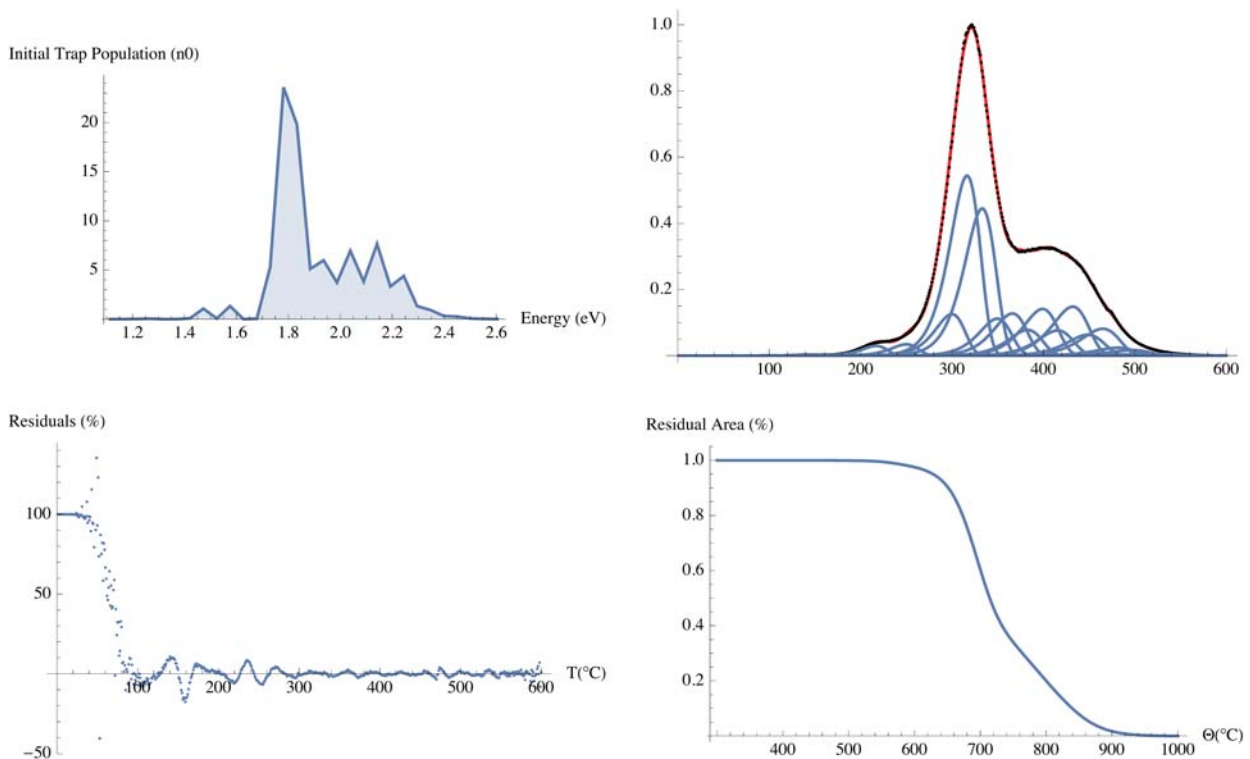 Initial Trap Population (n0)
20
15
10
5
1.2 1.4 1.6 1.8 2.0 2.2 2.4 2.6 Energy (eV)
1.0
0.8
0.6
0.4
0.2
100 200 300 400 500 600
Residuals (%)
100
50
−50
100 200 300 400 500 600 T(°C)
Residual Area (%)
1.0
0.8
0.6
0.4
0.2
400 500 600 700 800 900 1000 Θ(°C)